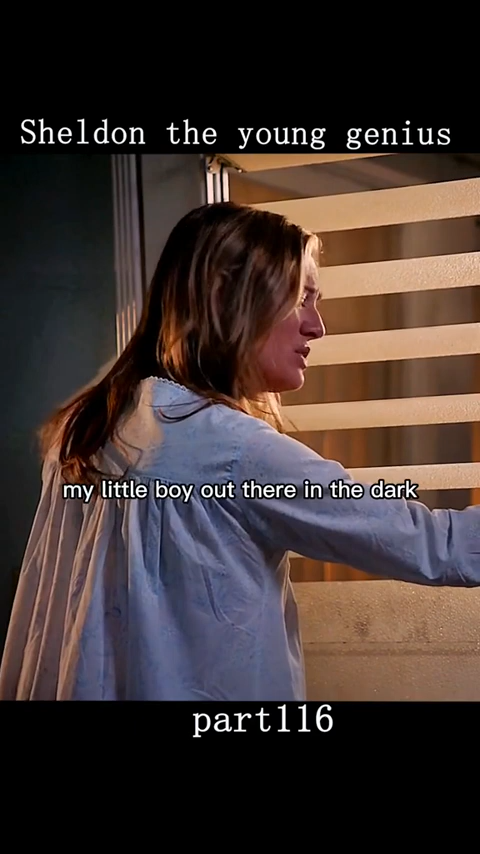 Sheldon the young genius
my little boy out there in the dark
part116